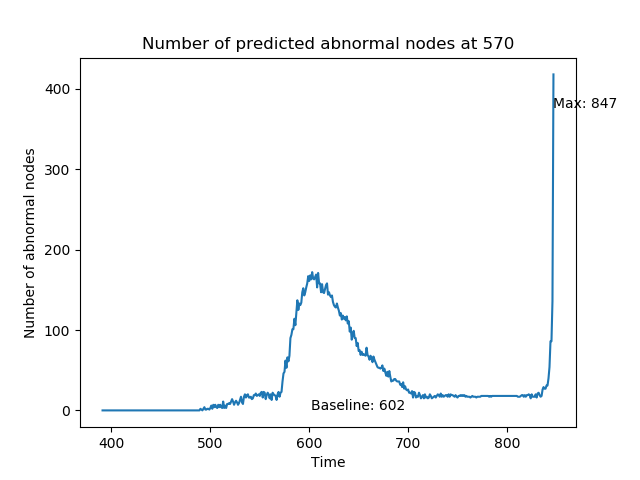 Number of predicted abnormal nodes at 570
Number of abnormal nodes
400
300
200
100
0
Max: 847
Baseline: 602
400
500
600
700
800
Time